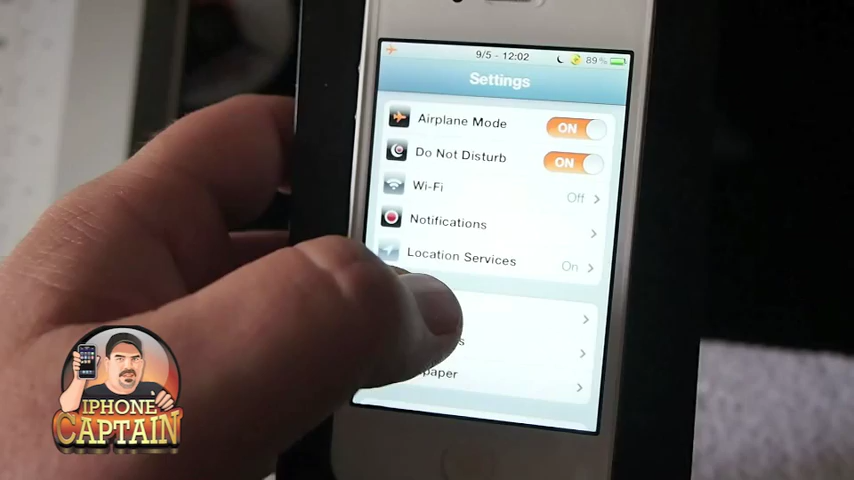 9/5 - 12:02
89 %
Settings
Airplane Mode
ON
Do Not Disturb
ON
Wi-Fi
Off
Notifications
Location Services
On
IPHONE
CAPTAIN